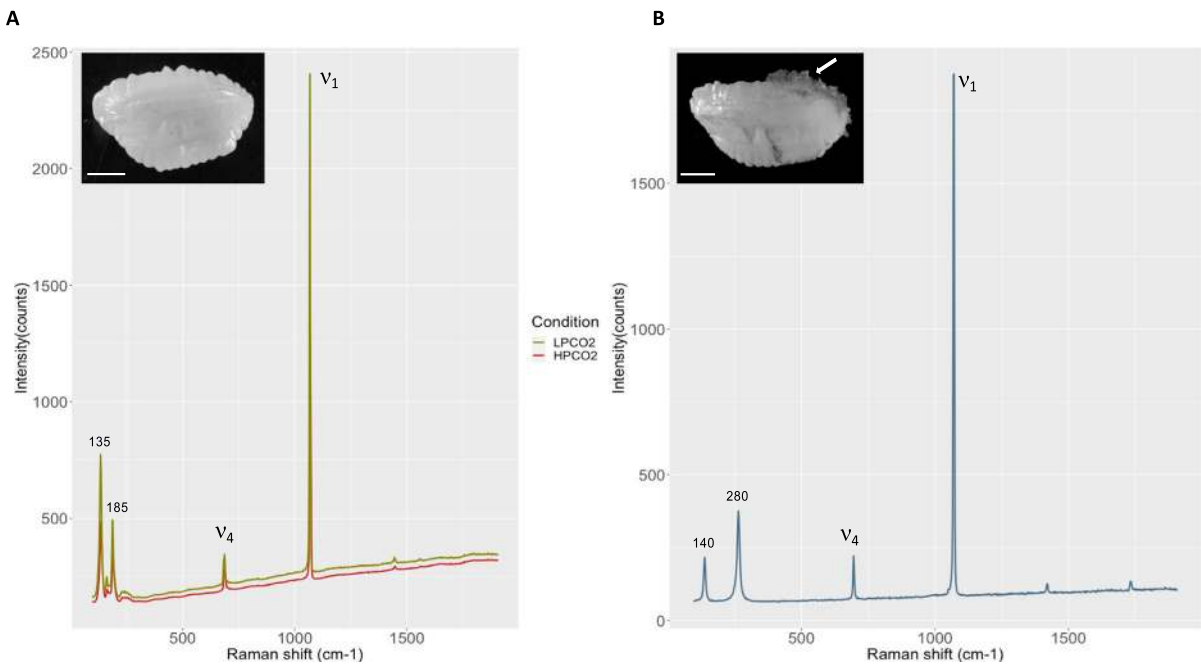 A
B
2500
2000
1500
1000
500
Intensity(counts)
135
185
ν4
ν1
500
1000
1500
Raman shift (cm-1)
Condition
LPCO2
HPCO2
1500
1000
500
0
Intensity(counts)
140
280
ν4
ν1
500
1000
1500
Raman shift (cm-1)